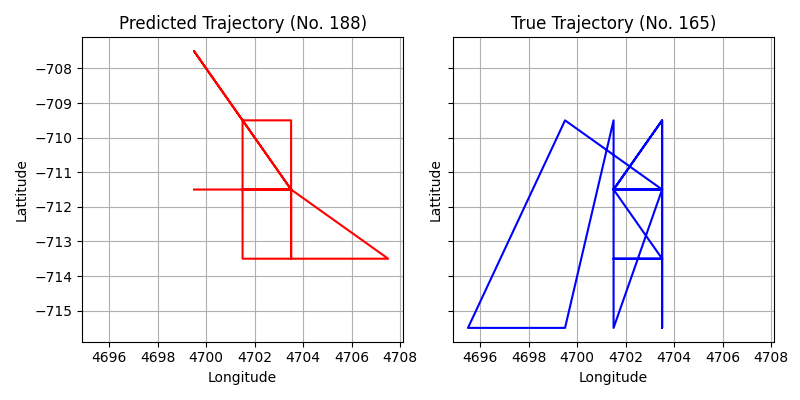 Predicted Trajectory (No. 188)
True Trajectory (No. 165)
Lattitude
−708
−709
−710
−711
−712
−713
−714
−715
4696 4698 4700 4702 4704 4706 4708
Longitude
Lattitude
4696 4698 4700 4702 4704 4706 4708
Longitude